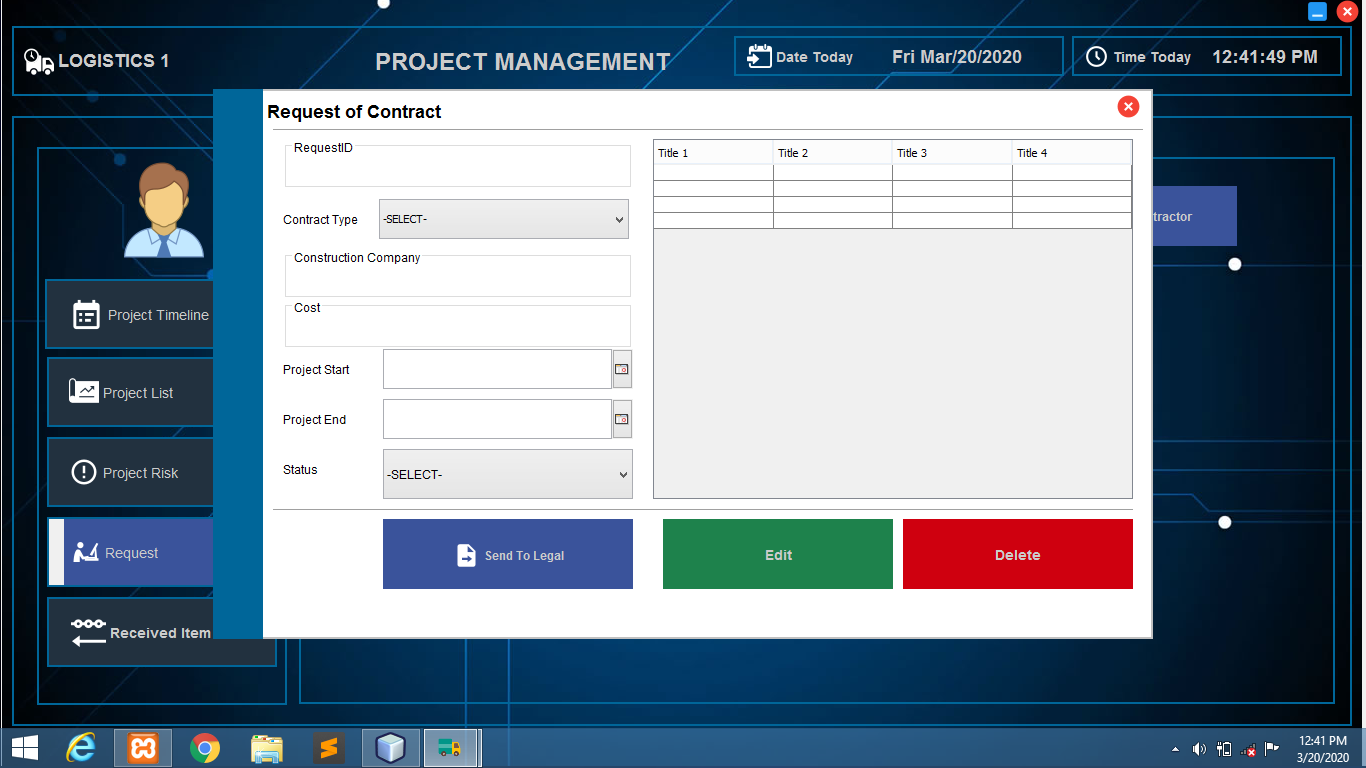 LOGISTICS 1
PROJECT MANAGEMENT
Date Today
Fri Mar/20/2020
Time Today
12:41:49 PM
Request of Contract
RequestID
Contract Type
-SELECT-
Construction Company
Cost
Project Start
Project End
Status
-SELECT-
Title 1
Title 2
Title 3
Title 4
Send To Legal
Edit
Delete
tractor
Project Timeline
Project List
Project Risk
Request
Received Item
12:41 PM
3/20/2020